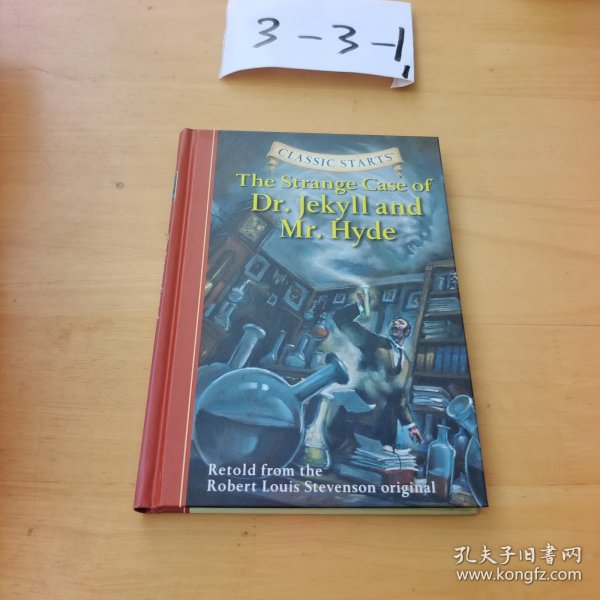 3-3-1
CLASSIC STARTS™
The Strange Case of
Dr. Jekyll and
Mr. Hyde
Retold from the
Robert Louis Stevenson original
孔夫子旧书网
www.kongfz.com